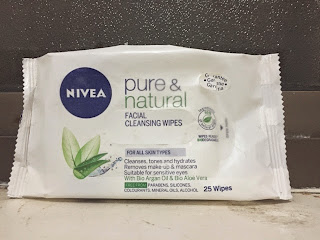 NIVEA
pure &
natural
FACIAL
CLEANSING WIPES
FOR ALL SKIN TYPES
Cleanses, tones and hydrates
Removes make up & mascara
Suitable for sensitive eyes
With Bio Argan Oil & Bio Aloe Vera
PARABENS, SILICONES,
COLOURANTS, MINERAL OILS, ALCOHOL
25 Wipes